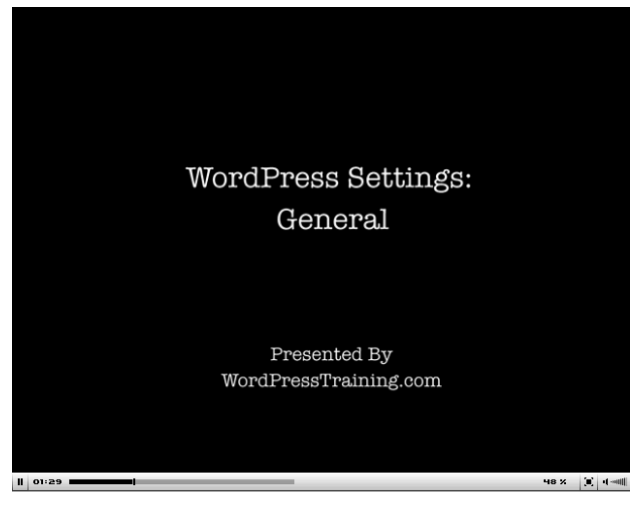 WordPress Settings:
General
Presented By
WordPressTraining.com
01:29 48 %